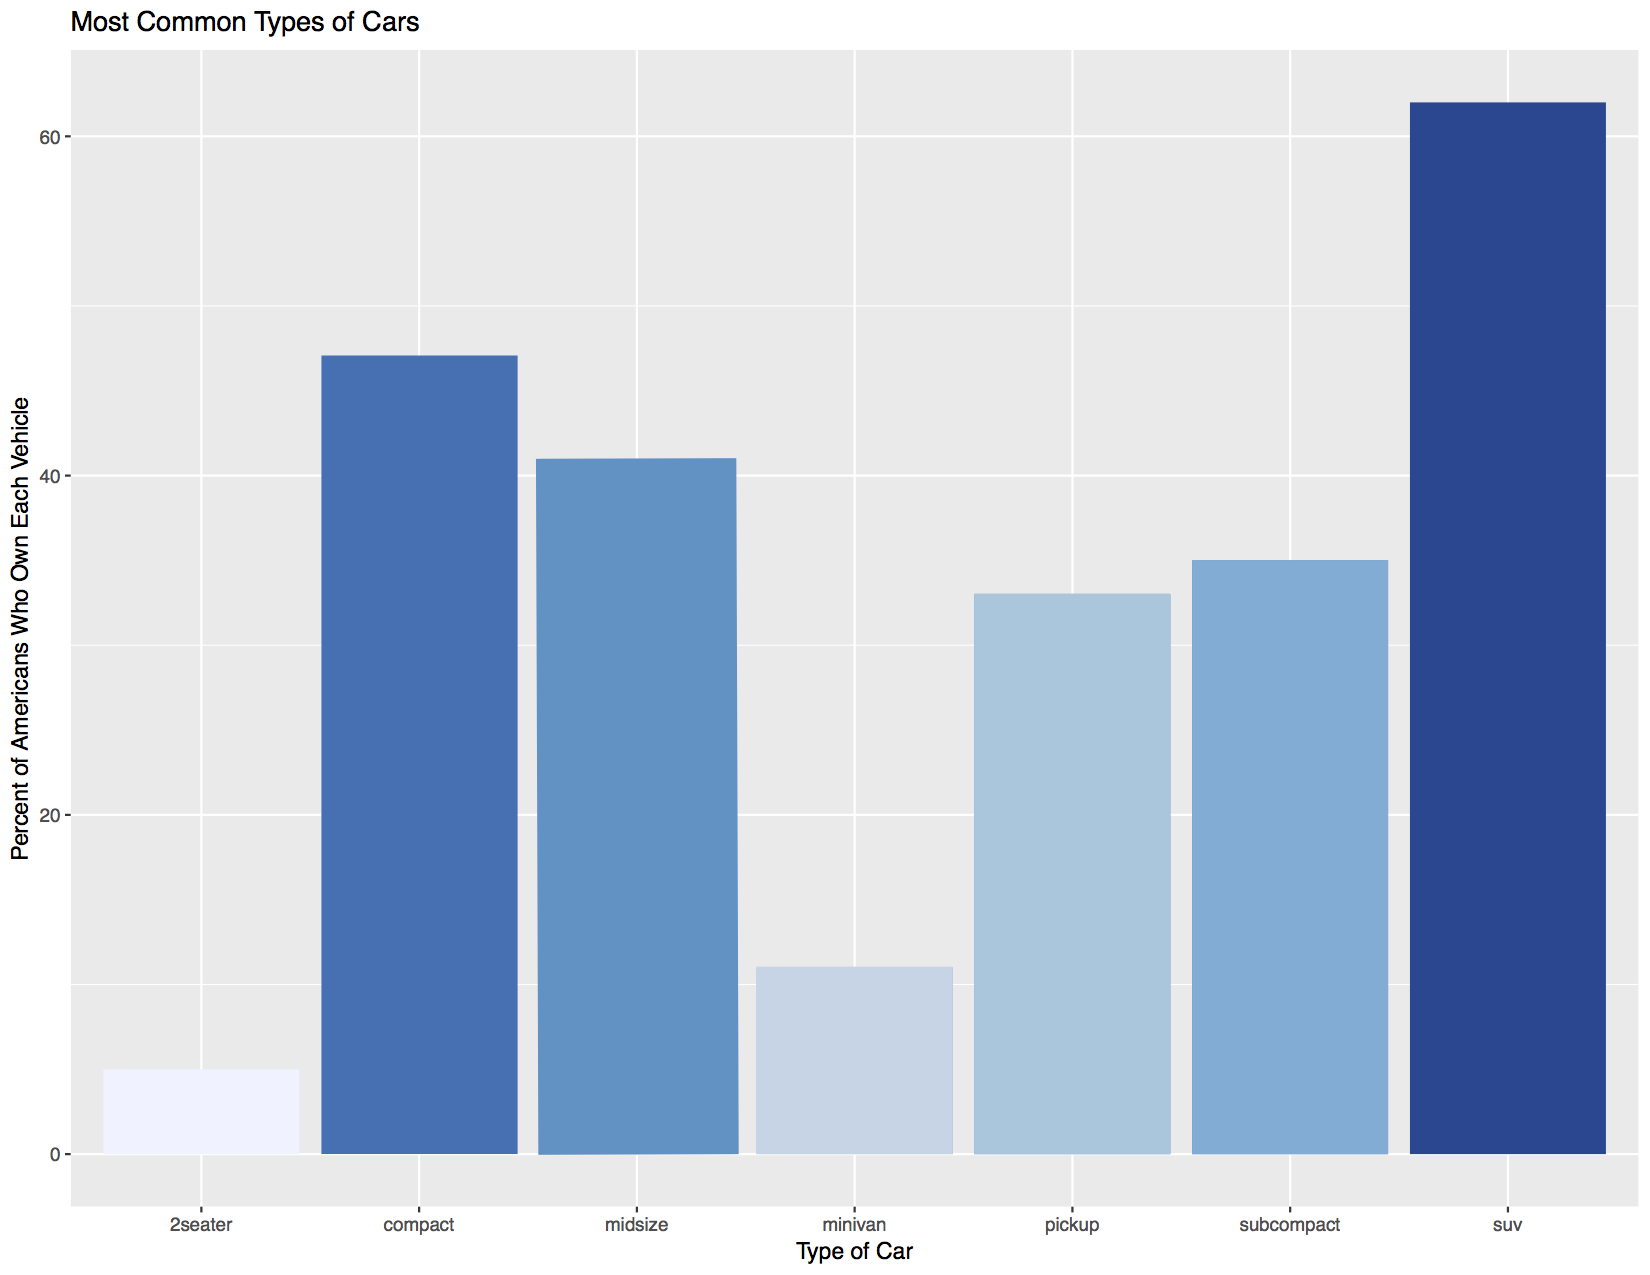 Most Common Types of Cars
Percent of Americans Who Own Each Vehicle
60
40
20
0
2seater compact midsize minivan pickup subcompact suv
Type of Car